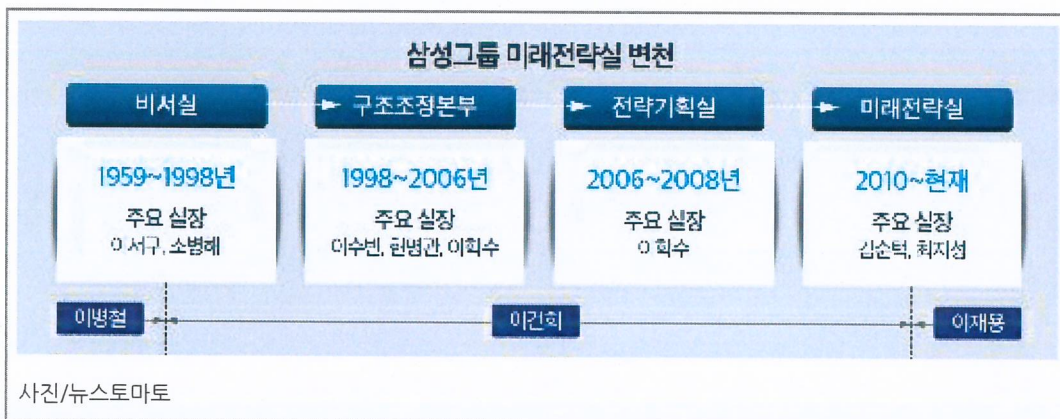 삼성그룹 미래전략실 변천
비서실
구조조정본부
전략기획실
미래전략실
1959~1998년
1998~2006년
2006~2008년
2010~현재
주요 실장
주요 실장
주요 실장
주요 실장
이서구, 소병해
이수빈, 현명관, 이학수
이학수
김순택, 최지성
이병철
이건희
이재용
사진/뉴스토마토